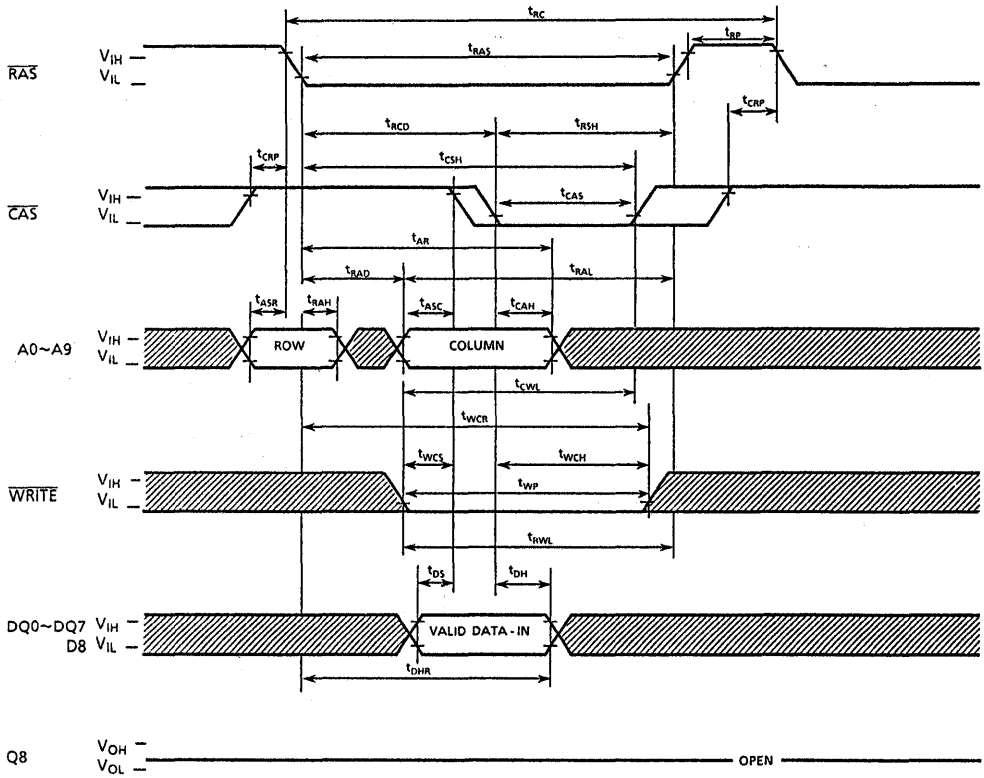 tRC
tRP
tRAS
RAS
VIH
VIL
tCRP
tRCD
tRSH
tCRP
tCSH
CAS
VIH
VIL
tCAS
tAR
tRAD
tRAL
tASR
tRAH
tASC
tCAH
A0~A9
VIH
VIL
ROW
COLUMN
tCWL
tWCR
tWCS
tWCH
WRITE
VIH
VIL
tWP
tRWL
tDS
tDH
DQ0~DQ7
D8
VIH
VIL
VALID DATA-IN
tDHR
Q8
VOH
VOL
OPEN